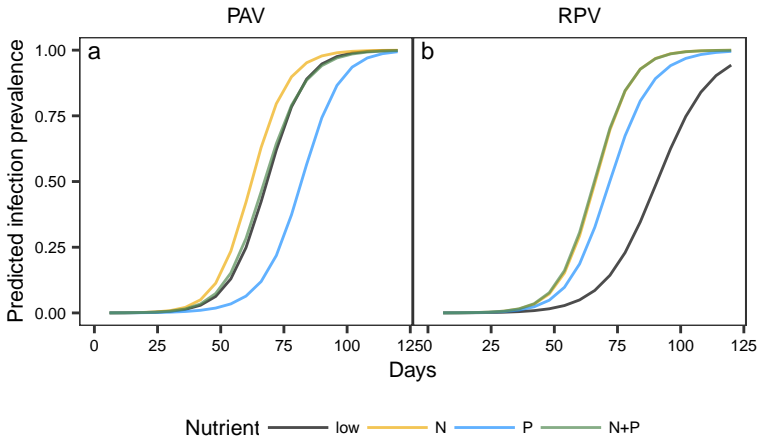 PAV RPV
a b
Predicted infection prevalence
1.00
0.75
0.50
0.25
0.00
0 25 50 75 100 125 0 25 50 75 100 125
Days
Nutrient low N P N+P